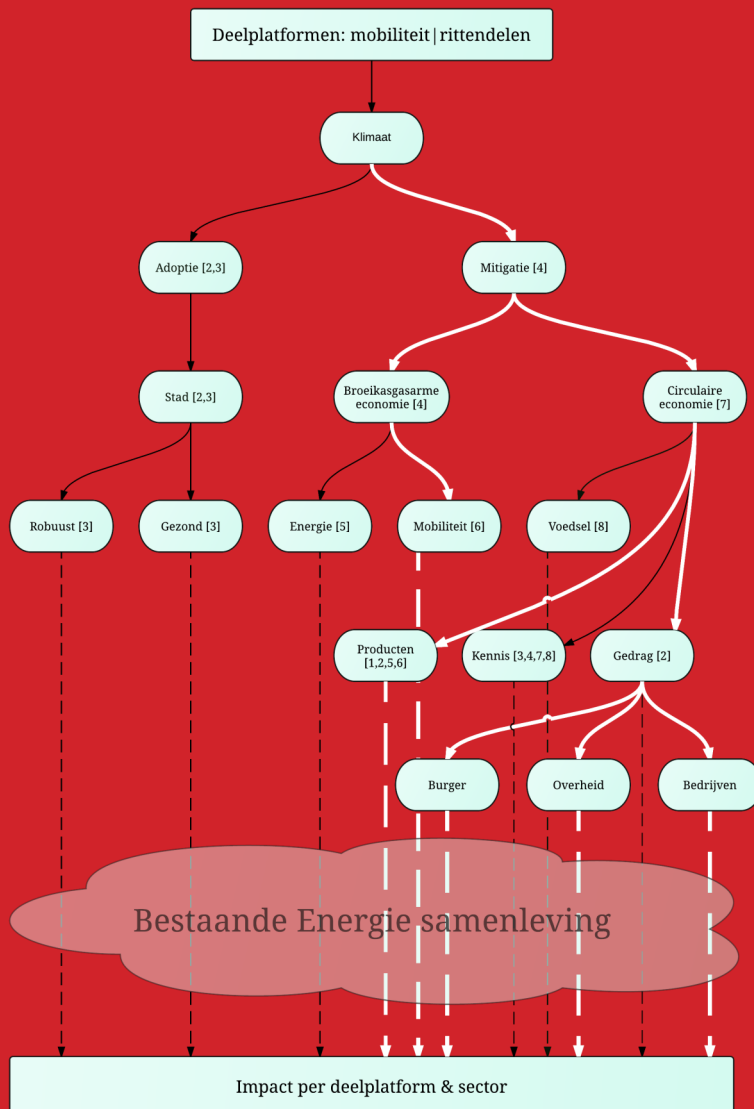 Deelplatformen: mobiliteit|rittendelen
Klimaat
Adoptie [2,3]
Mitigatie [4]
Stad [2,3]
Broeikasgasarme
economie [4]
Circulaire
economie [7]
Robuust [3]
Gezond [3]
Energie [5]
Mobiliteit [6]
Voedsel [8]
Producten
[1,2,5,6]
Kennis [3,4,7,8]
Gedrag [2]
Burger
Overheid
Bedrijven
Bestaande Energie samenleving
Impact per deelplatform & sector